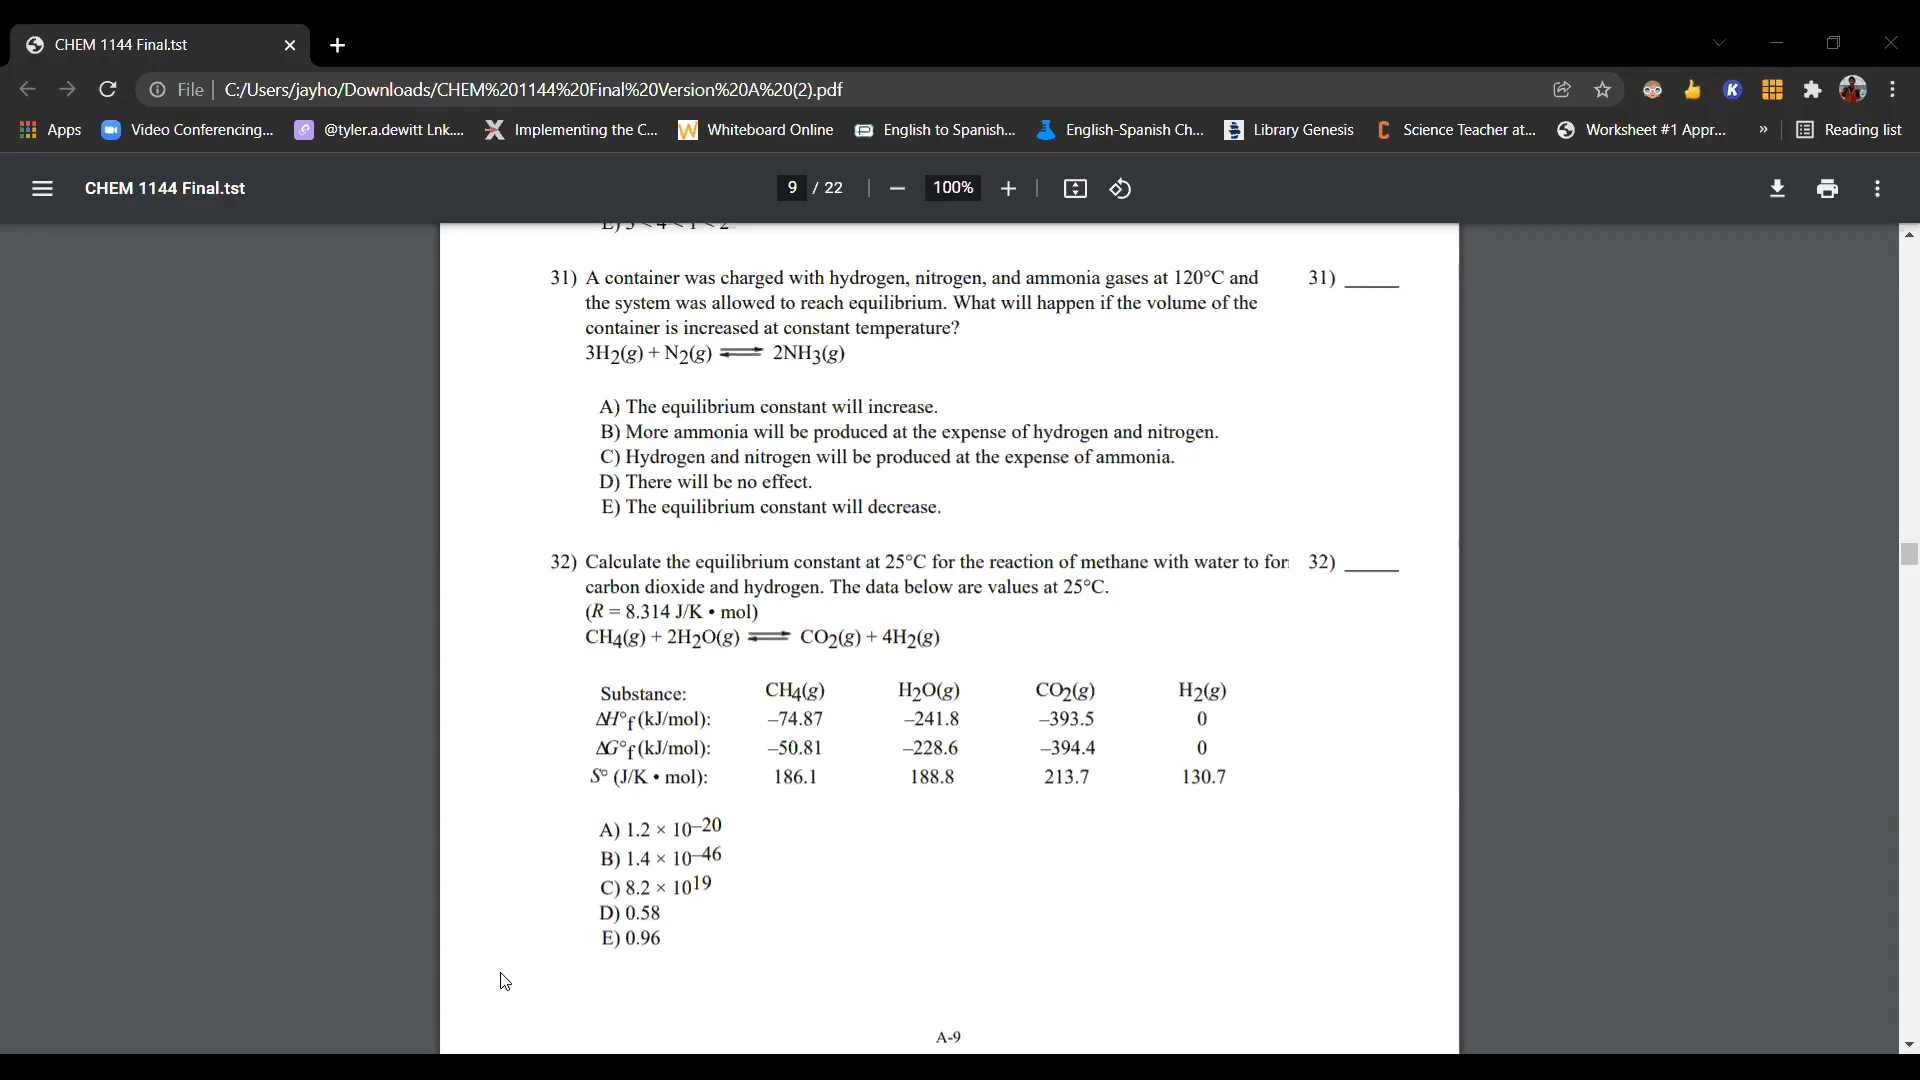 CHEM 1144 Final.tst
File
C:/Users/jayho/Downloads/CHEM%201144%20Final%20Version%20A%20(2).pdf
Apps
Video Conferencing...
@tyler.a.dewitt Lnk....
Implementing the C...
Whiteboard Online
English to Spanish...
English-Spanish Ch...
Library Genesis
Science Teacher at...
Worksheet #1 Appr...
»
Reading list
CHEM 1144 Final.tst
9 / 22
100%
E) 3 < 4 < 1 < 2
31) A container was charged with hydrogen, nitrogen, and ammonia gases at 120°C and 31) _____
the system was allowed to reach equilibrium. What will happen if the volume of the
container is increased at constant temperature?
3H2(g) + N2(g) ⇌ 2NH3(g)
A) The equilibrium constant will increase.
B) More ammonia will be produced at the expense of hydrogen and nitrogen.
C) Hydrogen and nitrogen will be produced at the expense of ammonia.
D) There will be no effect.
E) The equilibrium constant will decrease.
32) Calculate the equilibrium constant at 25°C for the reaction of methane with water to for 32) _____
carbon dioxide and hydrogen. The data below are values at 25°C.
(R = 8.314 J/K • mol)
CH4(g) + 2H2O(g) ⇌ CO2(g) + 4H2(g)
Substance: CH4(g) H2O(g) CO2(g) H2(g)
ΔH°f (kJ/mol): –74.87 –241.8 –393.5 0
ΔG°f (kJ/mol): –50.81 –228.6 –394.4 0
S° (J/K • mol): 186.1 188.8 213.7 130.7
A) 1.2 × 10–20
B) 1.4 × 10–46
C) 8.2 × 1019
D) 0.58
E) 0.96
A-9